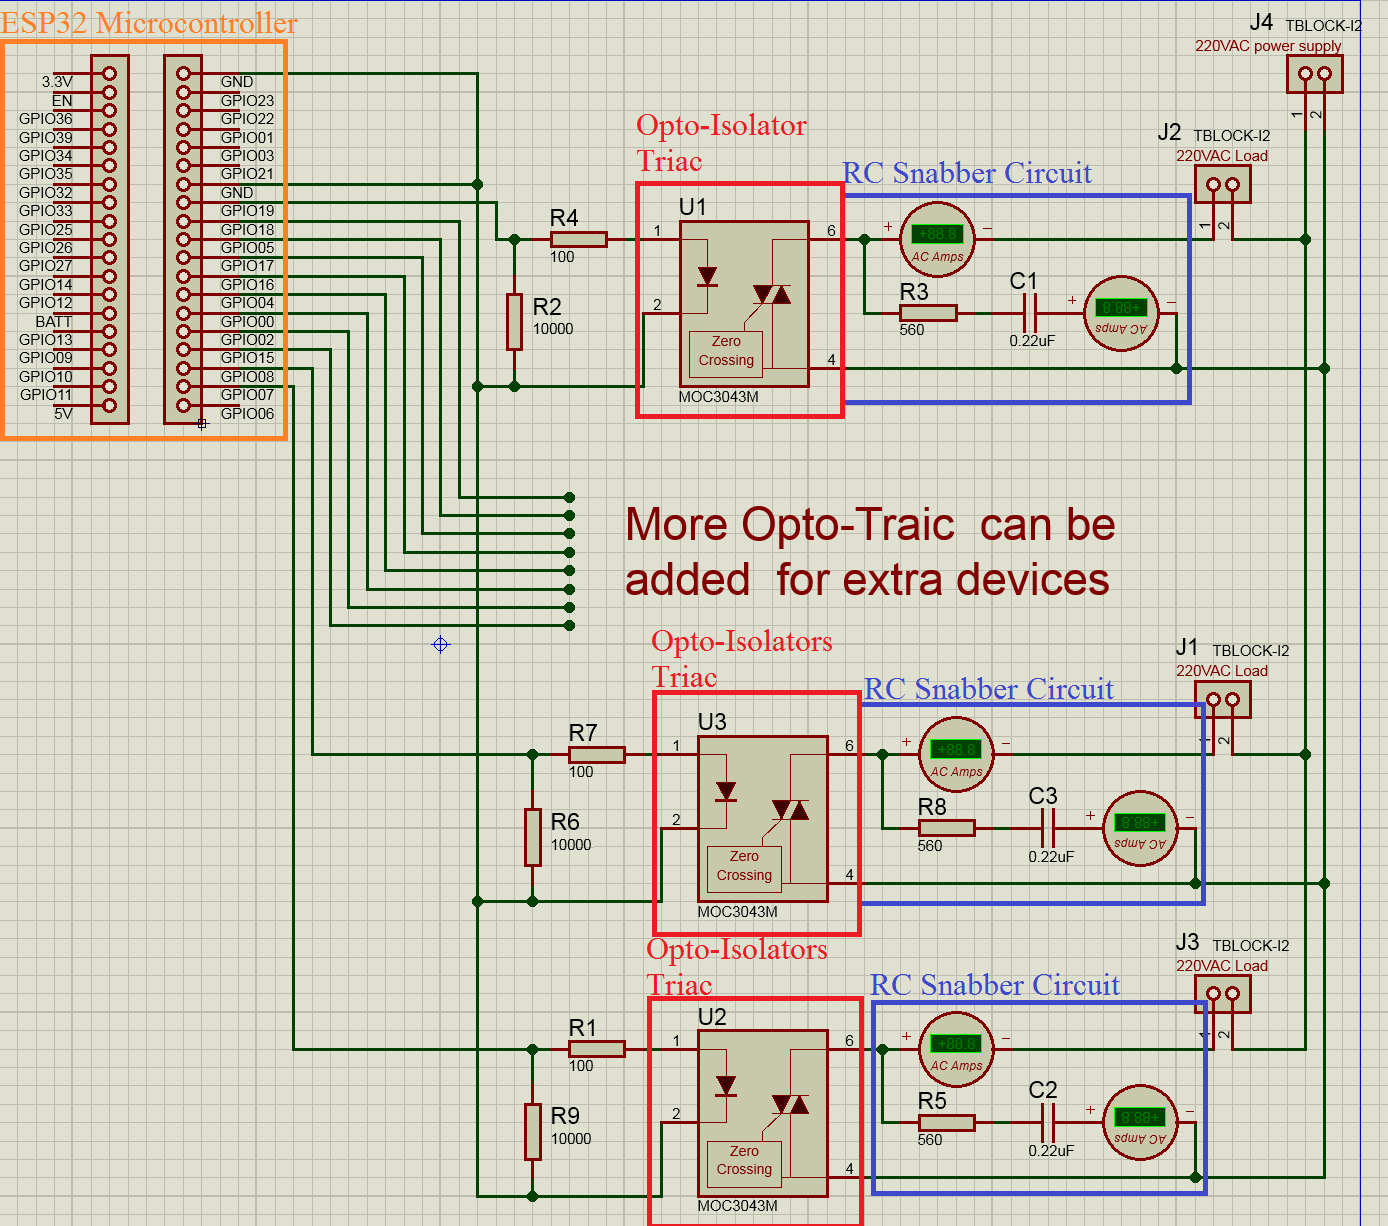 ESP32 Microcontroller
3.3V
EN
GPIO36
GPIO39
GPIO34
GPIO35
GPIO32
GPIO33
GPIO25
GPIO26
GPIO27
GPIO14
GPIO12
BATT
GPIO13
GPIO09
GPIO10
GPIO11
5V
GND
GPIO23
GPIO22
GPIO01
GPIO03
GPIO21
GND
GPIO19
GPIO18
GPIO05
GPIO17
GPIO16
GPIO04
GPIO00
GPIO02
GPIO15
GPIO08
GPIO07
GPIO06
J4 TBLOCK-I2
220VAC power supply
1
2
Opto-Isolator
Triac
RC Snabber Circuit
J2 TBLOCK-I2
220VAC Load
1
2
R4
100
R2
10000
U1
1
2
6
4
Zero
Crossing
MOC3043M
+
+88.8
−
AC Amps
R3
560
C1
0.22uF
+
+88.8
−
AC Amps
More Opto-Traic can be
added for extra devices
Opto-Isolators
Triac
RC Snabber Circuit
J1 TBLOCK-I2
220VAC Load
1
2
R7
100
R6
10000
U3
1
2
6
4
Zero
Crossing
MOC3043M
+
+88.8
−
AC Amps
R8
560
C3
0.22uF
+
+88.8
−
AC Amps
Opto-Isolators
Triac
RC Snabber Circuit
J3 TBLOCK-I2
220VAC Load
1
2
R1
100
R9
10000
U2
1
2
6
4
Zero
Crossing
MOC3043M
+
+88.8
−
AC Amps
R5
560
C2
0.22uF
+
+88.8
−
AC Amps